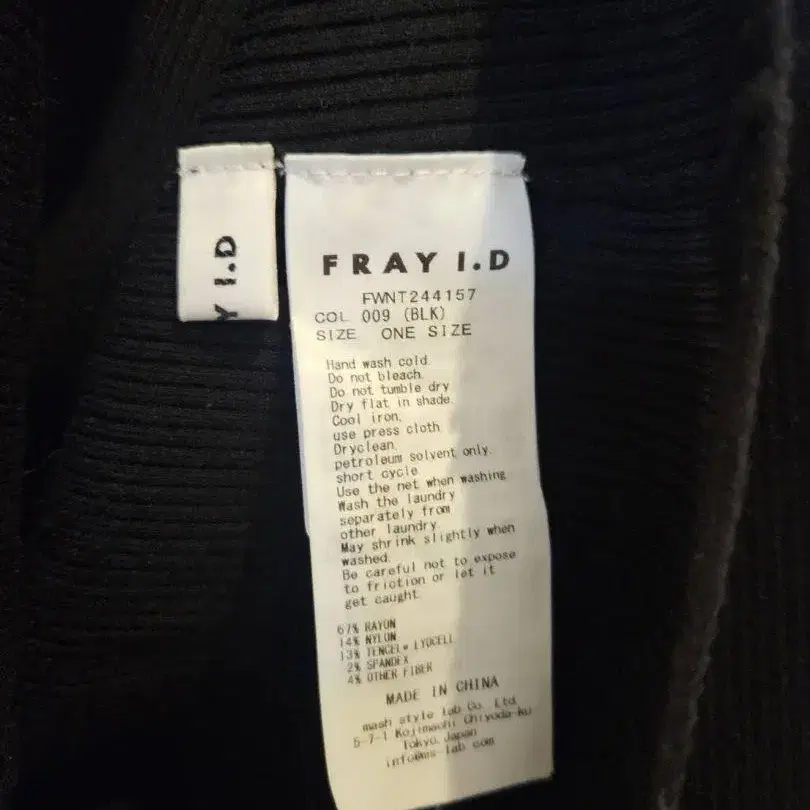 Y I.D
FRAY I.D
FWNT244157
COL 009 (BLK)
SIZE ONE SIZE
Hand wash cold.
Do not bleach.
Do not tumble dry
Dry flat in shade.
Cool iron,
use press cloth
Dryclean,
petroleum solvent only.
short cycle
Use the net when washing
Wash the laundry
separately from
other laundry.
May shrink slightly when
washed.
Be careful not to expose
to friction or let it
get caught.
67% RAYON
14% NYLON
13% TENCEL® LYOCELL
2% SPANDEX
4% OTHER FIBER
MADE IN CHINA
mash style lab Co. Ltd.
5-7-1 Kojimachi Chiyoda-ku
Tokyo, Japan
info@ms-lab.com